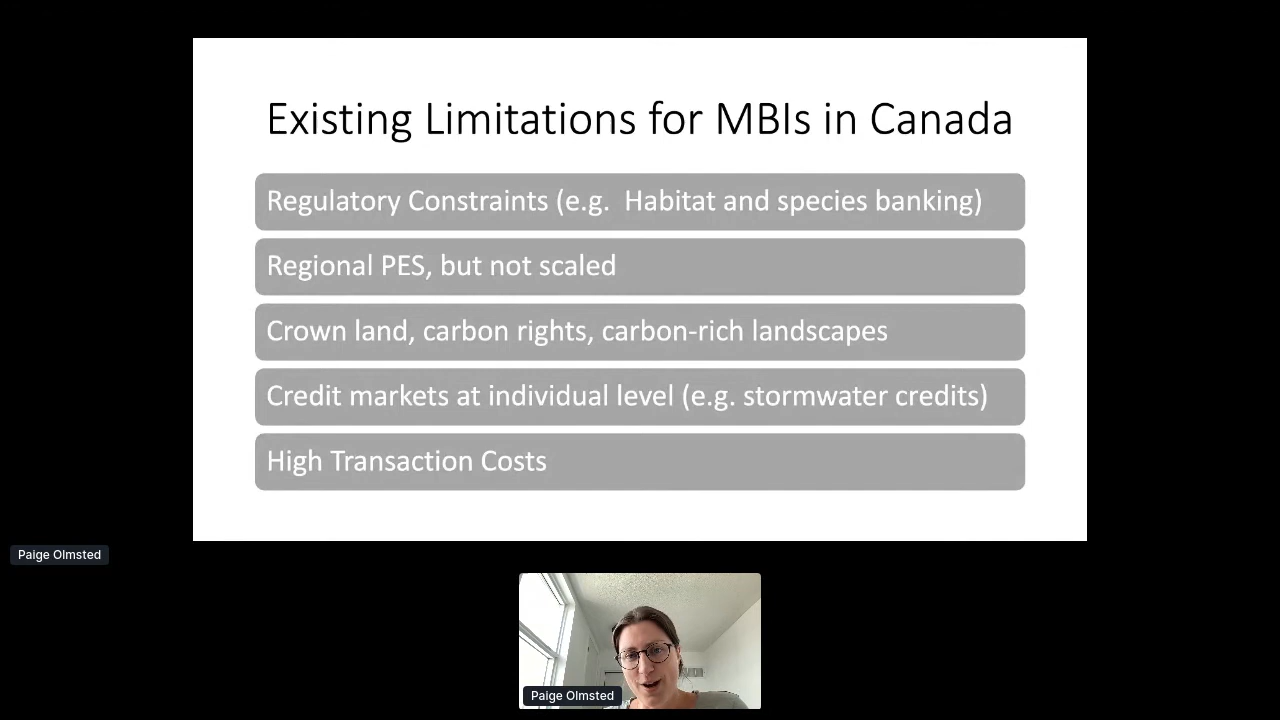 Existing Limitations for MBIs in Canada
Regulatory Constraints (e.g.  Habitat and species banking)
Regional PES, but not scaled
Crown land, carbon rights, carbon-rich landscapes
Credit markets at individual level (e.g. stormwater credits)
High Transaction Costs
Paige Olmsted
Paige Olmsted